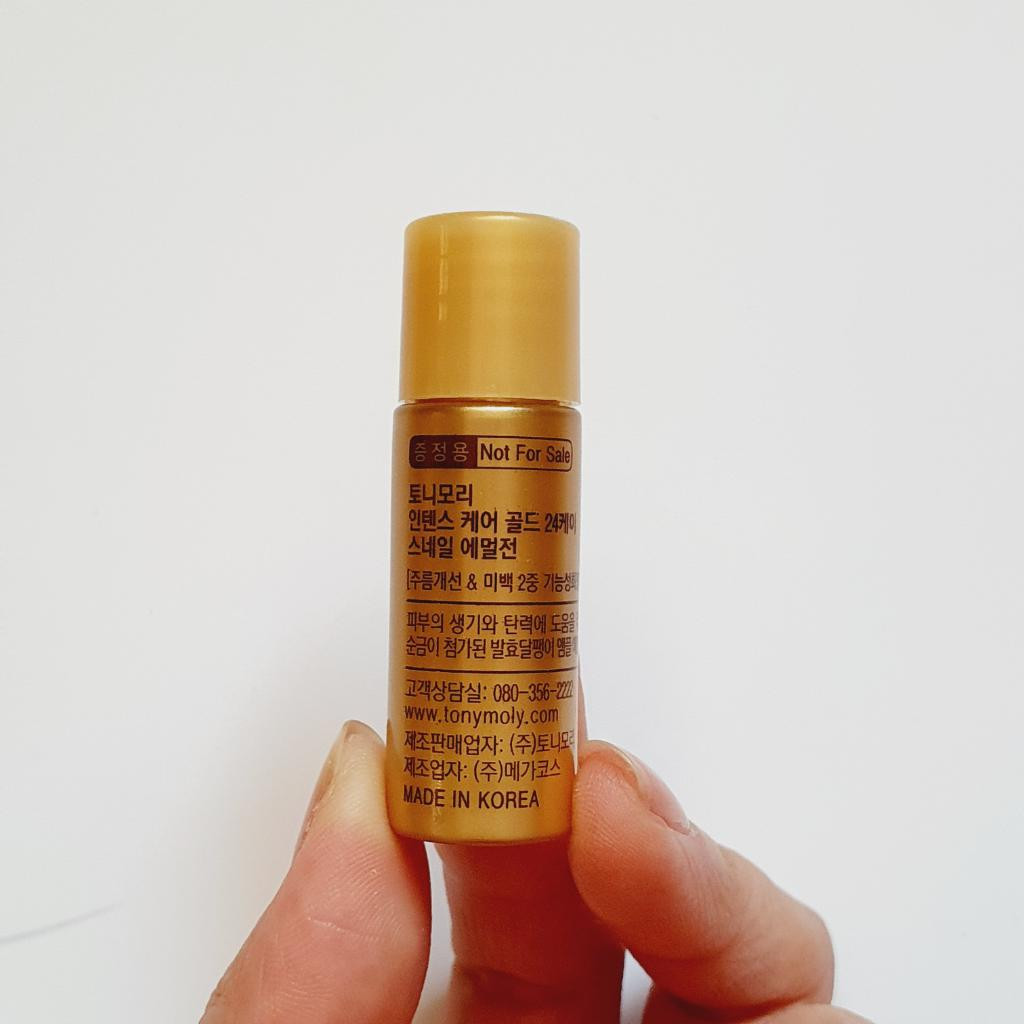 증정용 Not For Sale
토니모리
인텐스 케어 골드 24케이
스네일 에멀전
[주름개선 & 미백 2중 기능성
피부의 생기와 탄력에 도움을
순금이 첨가된 발효달팽이 앰플
고객상담실: 080-356-2222
www.tonymoly.com
제조판매업자: (주)토니모리
제조업자: (주)메가코스
MADE IN KOREA